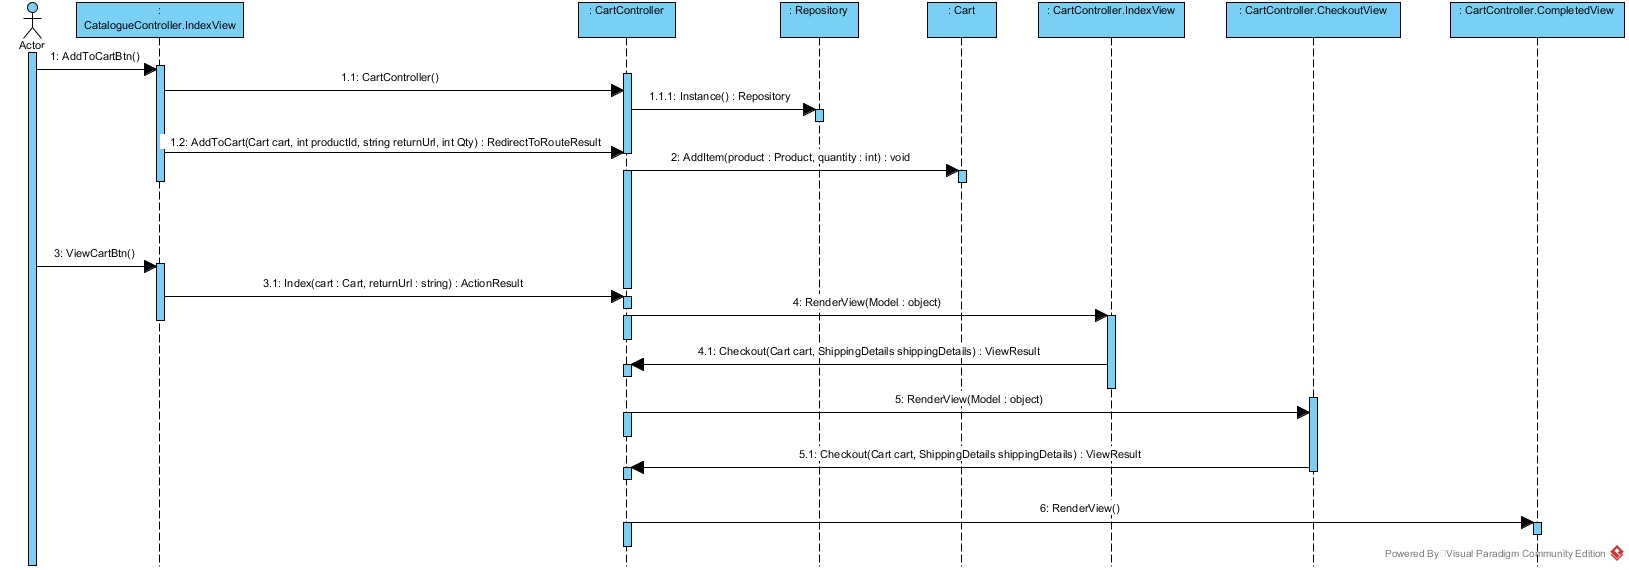 Actor
:
CatalogueController.IndexView
: CartController
: Repository
: Cart
: CartController.IndexView
: CartController.CheckoutView
: CartController.CompletedView
1: AddToCartBtn()
1.1: CartController()
1.1.1: Instance() : Repository
1.2: AddToCart(Cart cart, int productId, string returnUrl, int Qty) : RedirectToRouteResult
2: AddItem(product : Product, quantity : int) : void
3: ViewCartBtn()
3.1: Index(cart : Cart, returnUrl : string) : ActionResult
4: RenderView(Model : object)
4.1: Checkout(Cart cart, ShippingDetails shippingDetails) : ViewResult
5: RenderView(Model : object)
5.1: Checkout(Cart cart, ShippingDetails shippingDetails) : ViewResult
6: RenderView()
Powered By□Visual Paradigm Community Edition